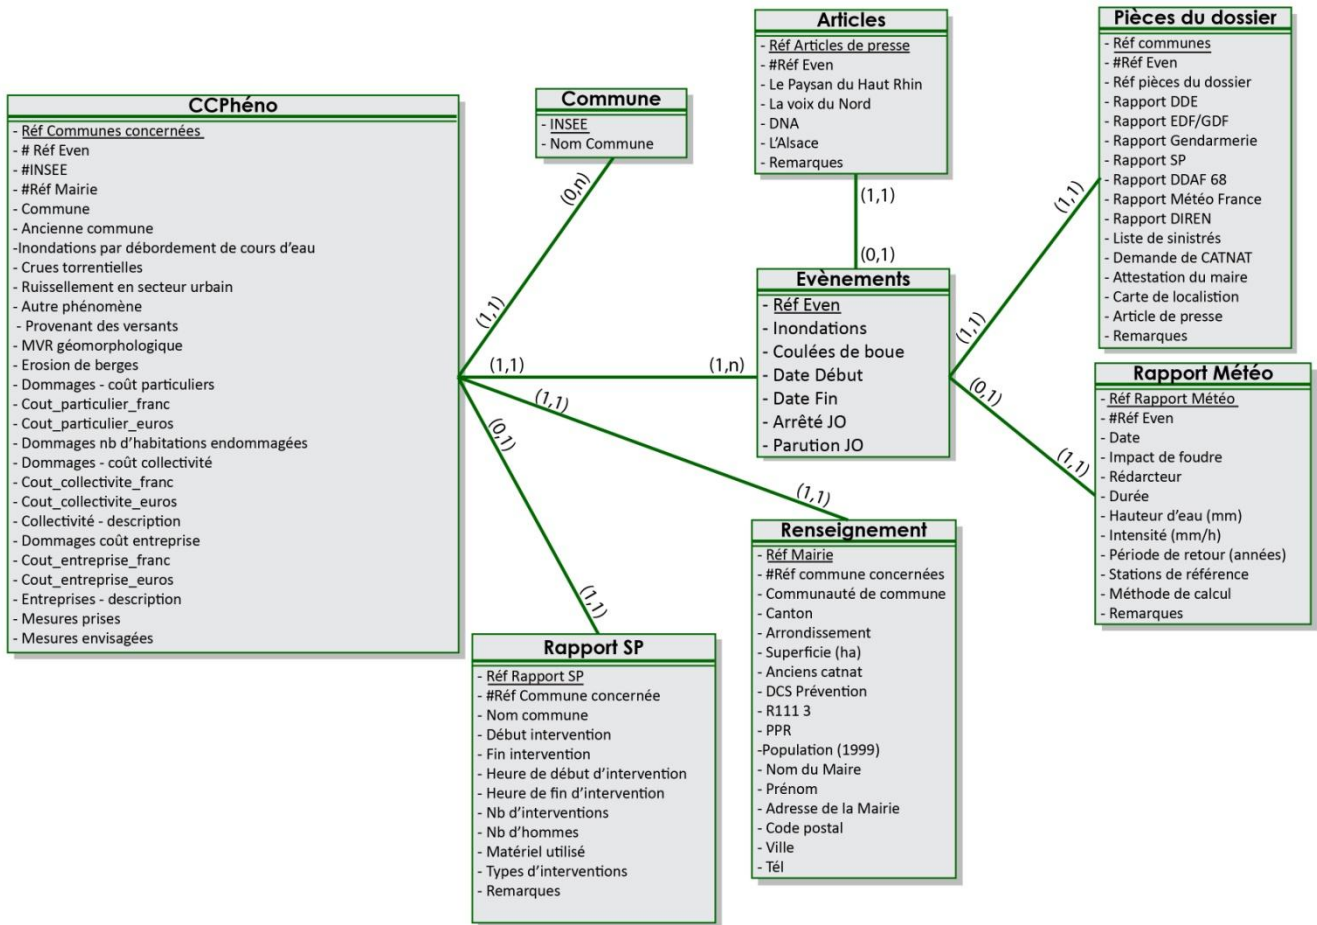 CCPhéno
- Réf Communes concernées
- # Réf Even
- #INSEE
- #Réf Mairie
- Commune
- Ancienne commune
-Inondations par débordement de cours d'eau
- Crues torrentielles
- Ruissellement en secteur urbain
- Autre phénomène
- Provenant des versants
- MVR géomorphologique
- Erosion de berges
- Dommages - coût particuliers
- Cout_particulier_franc
- Cout_particulier_euros
- Dommages nb d'habitations endommagées
- Dommages - coût collectivité
- Cout_collectivite_franc
- Cout_collectivite_euros
- Collectivité - description
- Dommages coût entreprise
- Cout_entreprise_franc
- Cout_entreprise_euros
- Entreprises - description
- Mesures prises
- Mesures envisagées
Commune
- INSEE
- Nom Commune
(0,n)
(1,1)
Articles
- Réf Articles de presse
- #Réf Even
- Le Paysan du Haut Rhin
- La voix du Nord
- DNA
- L'Alsace
- Remarques
(1,1)
(0,1)
Evènements
- Réf Even
- Inondations
- Coulées de boue
- Date Début
- Date Fin
- Arrêté JO
- Parution JO
(1,1)
(1,n)
Pièces du dossier
- Réf communes
- #Réf Even
- Réf pièces du dossier
- Rapport DDE
- Rapport EDF/GDF
- Rapport Gendarmerie
- Rapport SP
- Rapport DDAF 68
- Rapport Météo France
- Rapport DIREN
- Liste de sinistrés
- Demande de CATNAT
- Attestation du maire
- Carte de localistion
- Article de presse
- Remarques
(1,1)
(1,1)
Rapport Météo
- Réf Rapport Météo
- #Réf Even
- Date
- Impact de foudre
- Rédarcteur
- Durée
- Hauteur d'eau (mm)
- Intensité (mm/h)
- Période de retour (années)
- Stations de référence
- Méthode de calcul
- Remarques
(0,1)
(1,1)
Renseignement
- Réf Mairie
- #Réf commune concernées
- Communauté de commune
- Canton
- Arrondissement
- Superficie (ha)
- Anciens catnat
- DCS Prévention
- R111 3
- PPR
-Population (1999)
- Nom du Maire
- Prénom
- Adresse de la Mairie
- Code postal
- Ville
- Tél
(1,1)
(1,1)
Rapport SP
- Réf Rapport SP
- #Réf Commune concernée
- Nom commune
- Début intervention
- Fin intervention
- Heure de début d'intervention
- Heure de fin d'intervention
- Nb d'interventions
- Nb d'hommes
- Matériel utilisé
- Types d'interventions
- Remarques
(0,1)
(1,1)